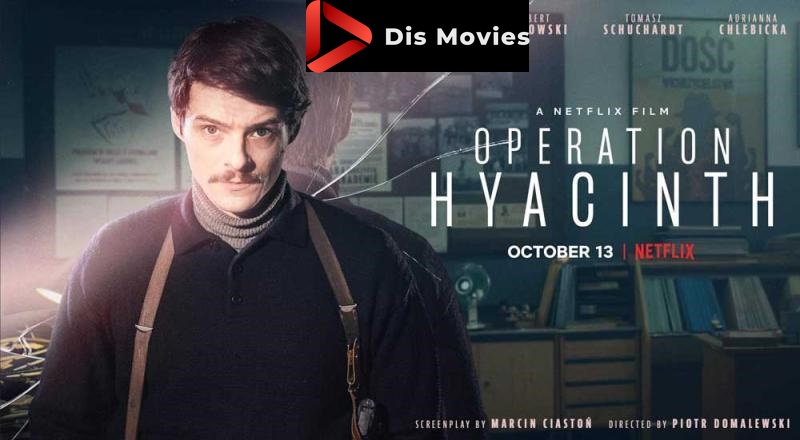 Dis Movies
TOMASZ
SCHUCHARDT
ADRIANNA
CHLEBICKA
DOŚĆ
A NETFLIX FILM
OPERATION
HYACINTH
OCTOBER 13 | NETFLIX
SCREENPLAY BY MARCIN CIASTOŃ DIRECTED BY PIOTR DOMALEWSKI